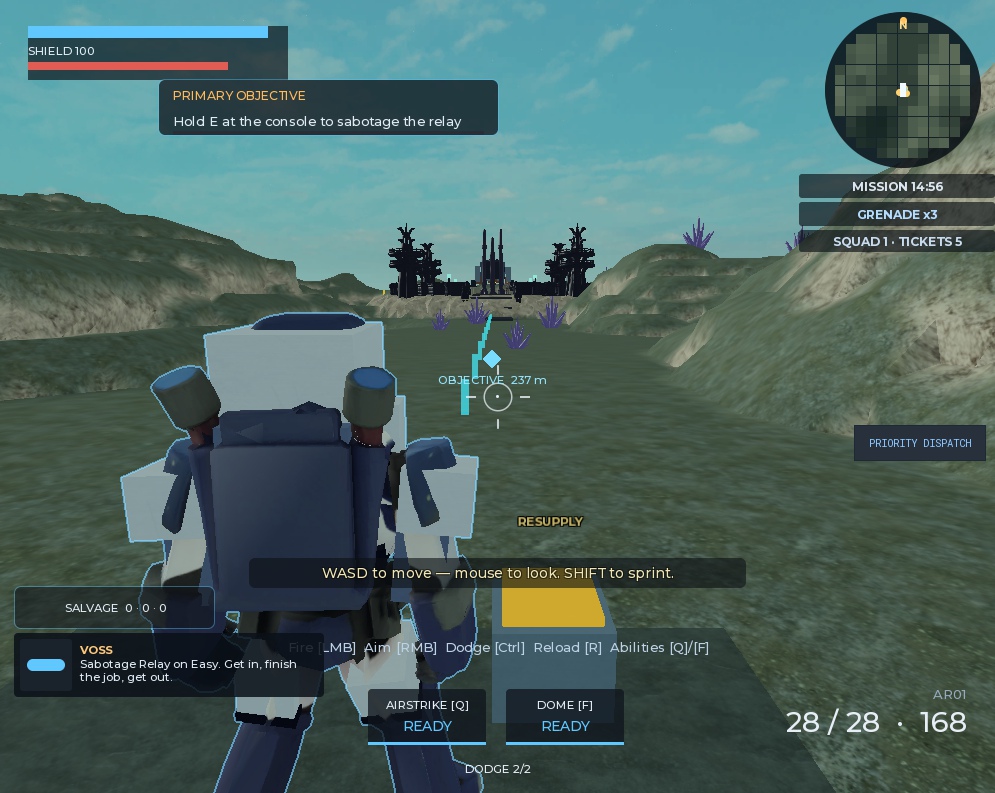 SHIELD 100
PRIMARY OBJECTIVE
Hold E at the console to sabotage the relay
N
MISSION 14:56
GRENADE x3
SQUAD 1 · TICKETS 5
OBJECTIVE 237 m
PRIORITY DISPATCH
RESUPPLY
WASD to move — mouse to look. SHIFT to sprint.
SALVAGE 0 · 0 · 0
VOSS
Sabotage Relay on Easy. Get in, finish
the job, get out.
Fire [LMB] Aim [RMB] Dodge [Ctrl] Reload [R] Abilities [Q]/[F]
AIRSTRIKE [Q]
READY
DOME [F]
READY
DODGE 2/2
AR01
28 / 28 · 168